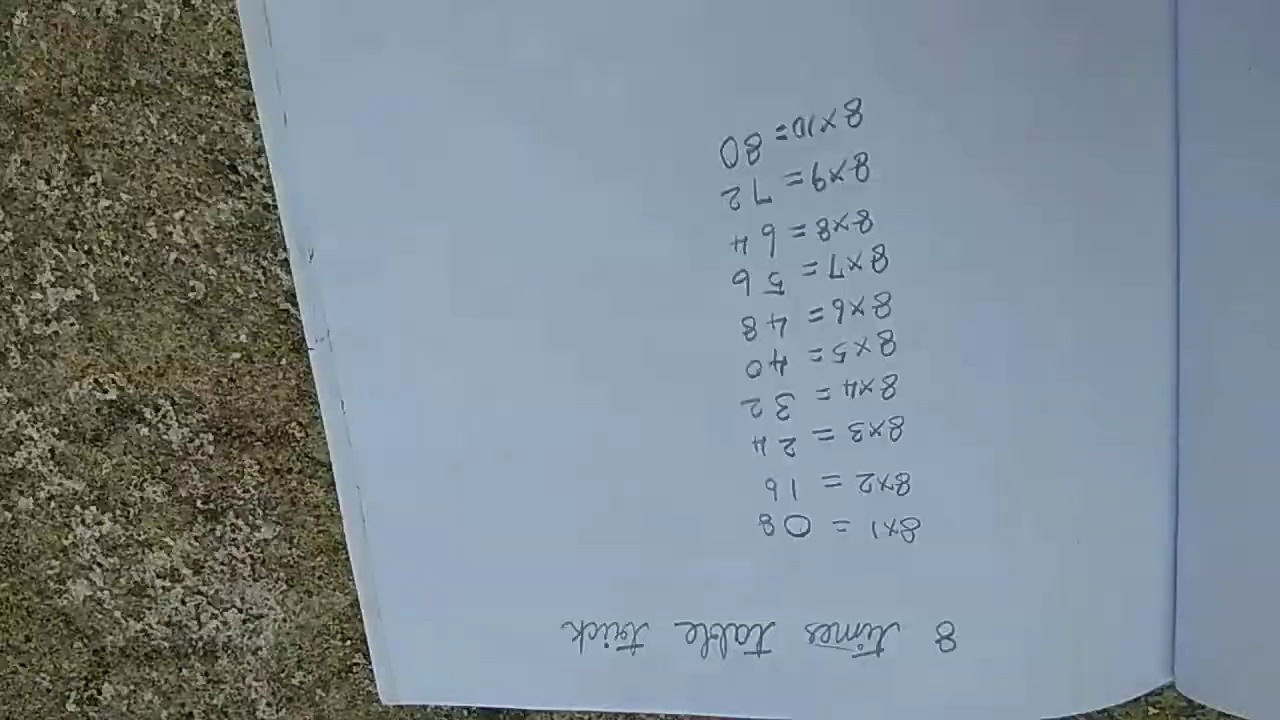 8 times table trick
8×1 = 08
8×2 = 16
8×3 = 24
8×4 = 32
8×5 = 40
8×6 = 48
8×7 = 56
8×8 = 64
8×9 = 72
8×10 = 80